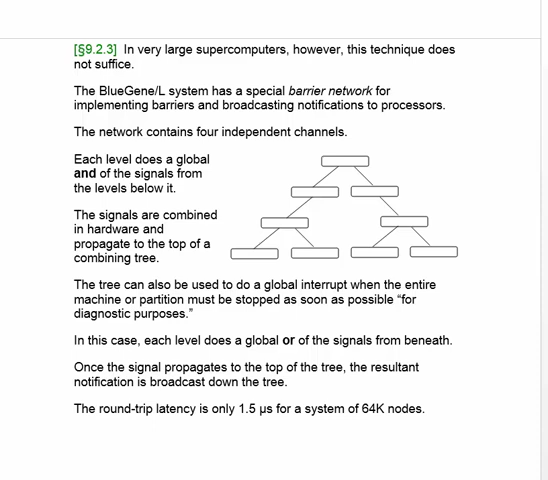 [§9.2.3] In very large supercomputers, however, this technique does
not suffice.
The BlueGene/L system has a special barrier network for
implementing barriers and broadcasting notifications to processors.
The network contains four independent channels.
Each level does a global
and of the signals from
the levels below it.
The signals are combined
in hardware and
propagate to the top of a
combining tree.
The tree can also be used to do a global interrupt when the entire
machine or partition must be stopped as soon as possible “for
diagnostic purposes.”
In this case, each level does a global or of the signals from beneath.
Once the signal propagates to the top of the tree, the resultant
notification is broadcast down the tree.
The round-trip latency is only 1.5 µs for a system of 64K nodes.